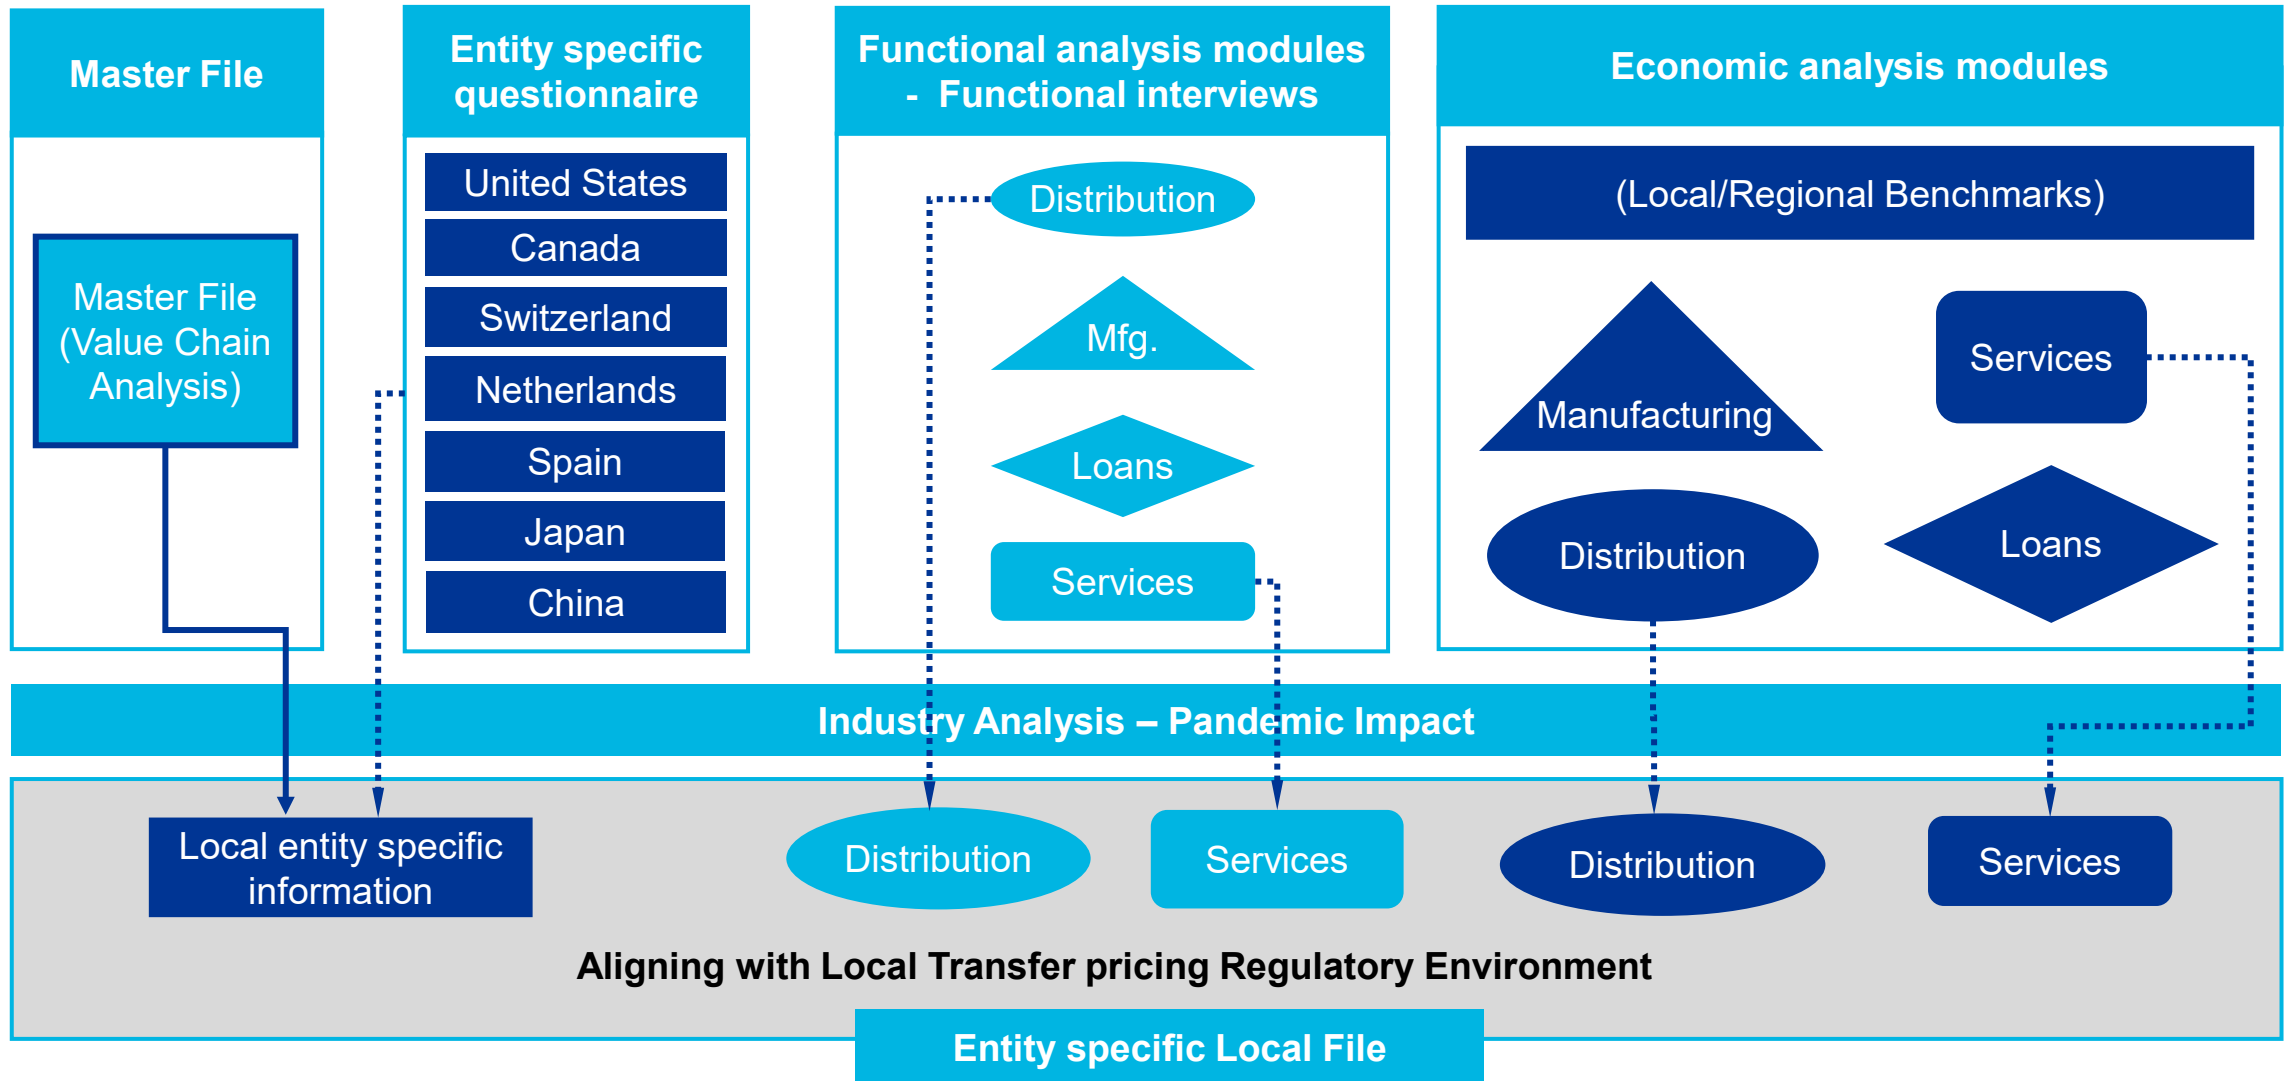 Master File
Master File
(Value Chain
Analysis)
Entity specific
questionnaire
United States
Canada
Switzerland
Netherlands
Spain
Japan
China
Functional analysis modules
- Functional interviews
Distribution
Mfg.
Loans
Services
Economic analysis modules
(Local/Regional Benchmarks)
Manufacturing
Services
Distribution
Loans
Industry Analysis – Pandemic Impact
Local entity specific
information
Distribution
Services
Distribution
Services
Aligning with Local Transfer pricing Regulatory Environment
Entity specific Local File